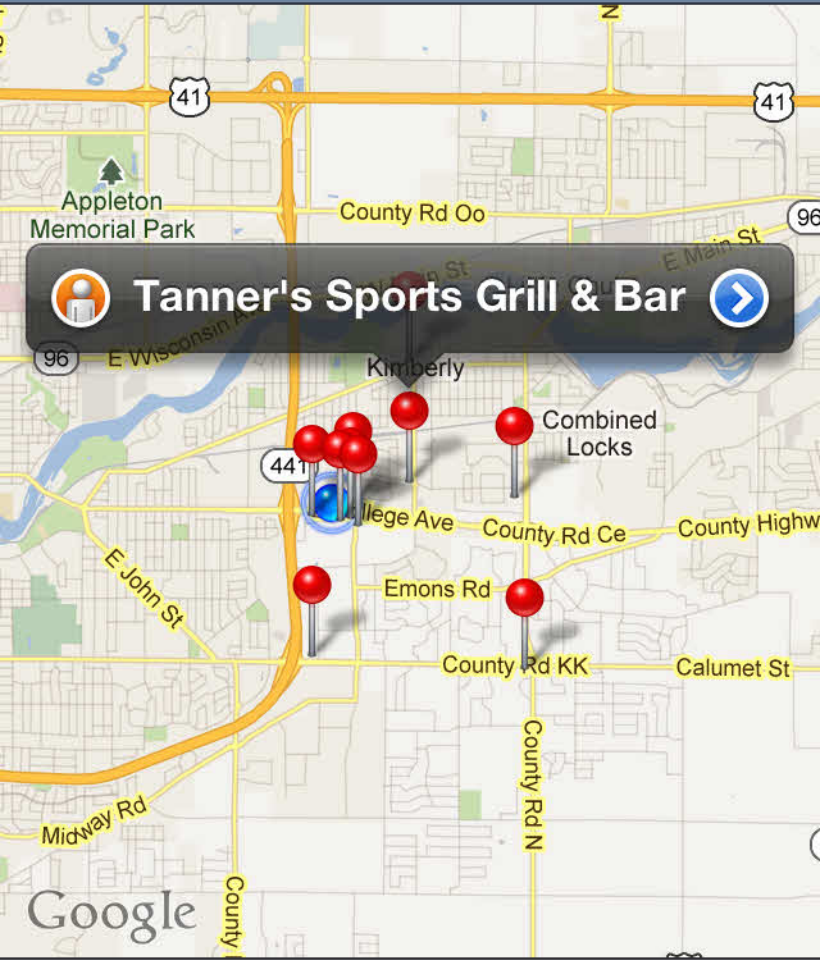 N
41
41
Appleton
Memorial Park
County Rd Oo
96
E Main St
Tanner's Sports Grill & Bar
96
E Wisconsin Av
Kimberly
Combined
Locks
441
llege Ave
County Rd Ce
County Highw
E John St
Emons Rd
County Rd KK
Calumet St
County Rd N
Midway Rd
County
Google